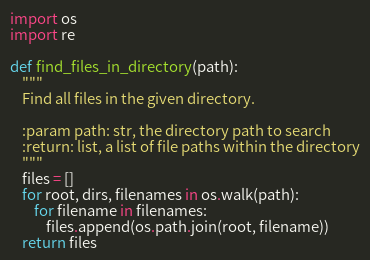 import os
import re

def find_files_in_directory(path):
    """
    Find all files in the given directory.

    :param path: str, the directory path to search
    :return: list, a list of file paths within the directory
    """
    files = []
    for root, dirs, filenames in os.walk(path):
        for filename in filenames:
            files.append(os.path.join(root, filename))
    return files